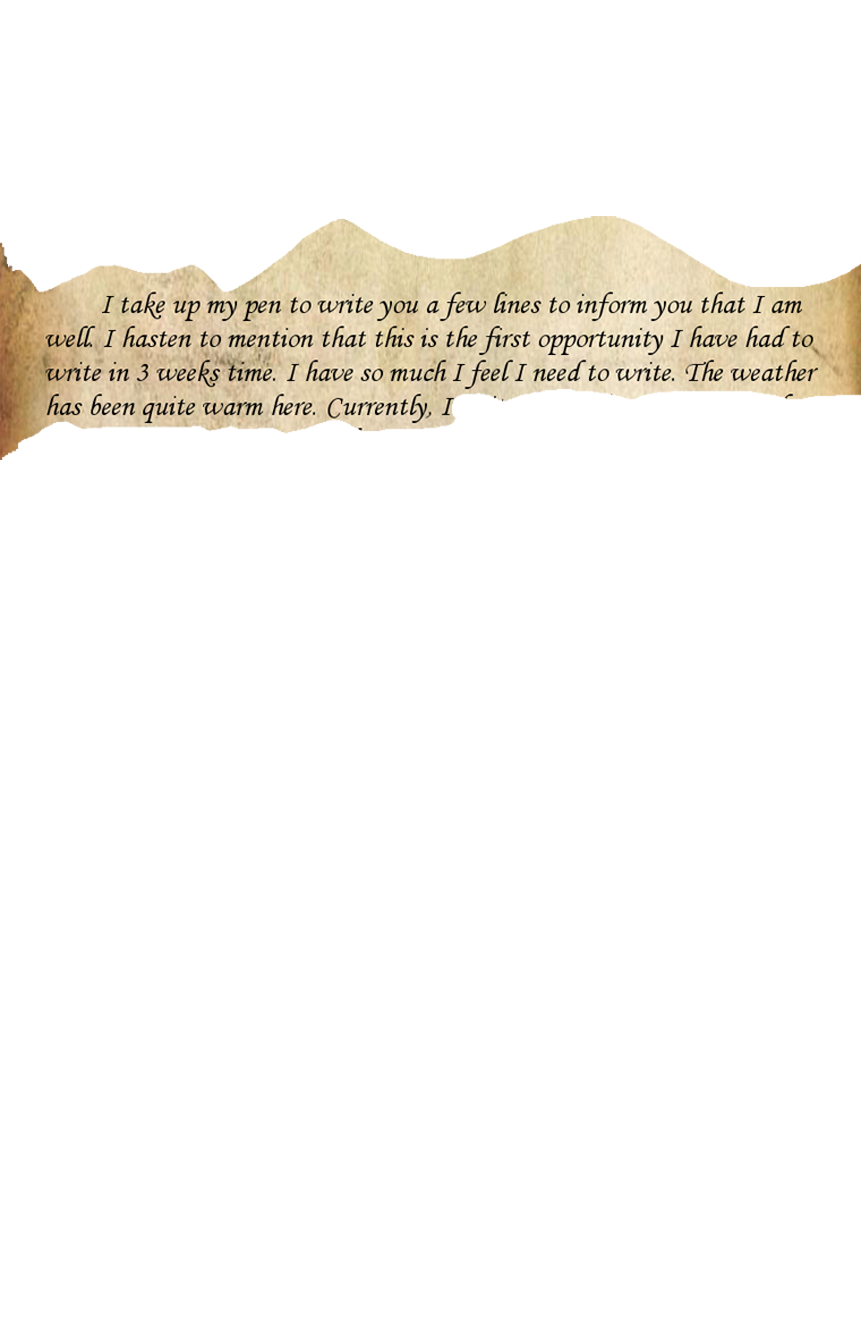 I take up my pen to write you a few lines to inform you that I am
well. I hasten to mention that this is the first opportunity I have had to
write in 3 weeks time. I have so much I feel I need to write. The weather
has been quite warm here. Currently, I